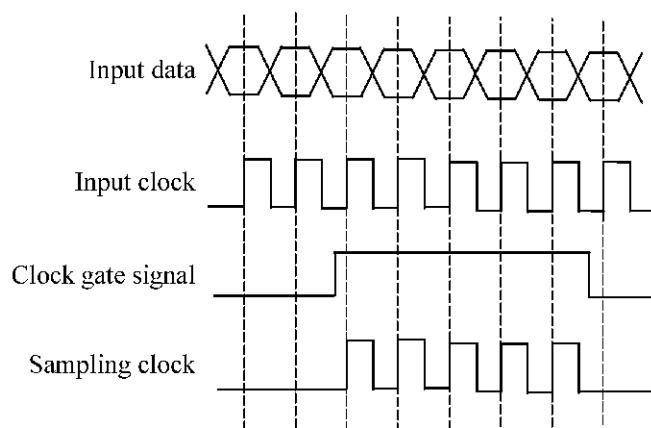 Input data
Input clock
Clock gate signal
Sampling clock